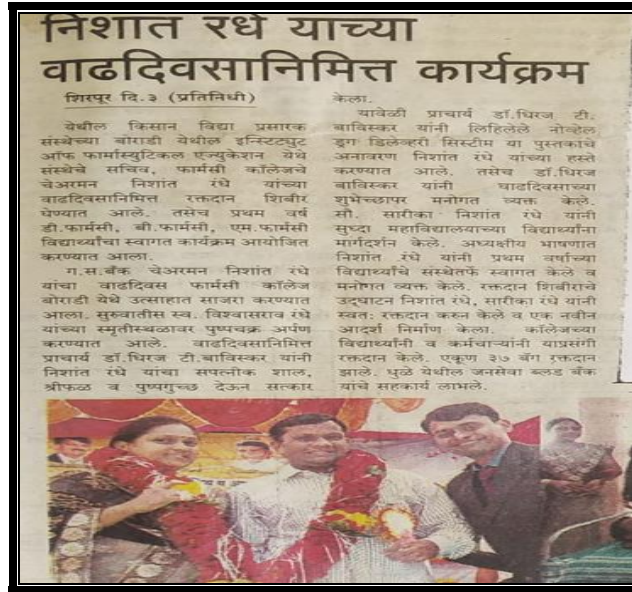 निशांत रंधे यांच्या
वाढदिवसानिमित्त कार्यक्रम
शिरपूर दि.३ (प्रतिनिधी)
येथील किसान विद्या प्रसारक
संस्थेच्या बोराडी येथील इन्स्टिट्युट
ऑफ फार्मास्युटिकल एज्युकेशन येथे
संस्थेचे सचिव, फार्मसी कॉलेजचे
चेअरमन निशांत रंधे यांच्या
वाढदिवसानिमित्त रक्तदान शिबीर
घेण्यात आले. तसेच प्रथम वर्ष
डी.फार्मसी, बी.फार्मसी, एम.फार्मसी
विद्यार्थ्यांचा स्वागत कार्यक्रम आयोजित
करण्यात आला.
ग.स.बँक चेअरमन निशांत रंधे
यांचा वाढदिवस फार्मसी कॉलेज
बोराडी येथे उत्साहात साजरा करण्यात
आला. सुरुवातीस स्व. विश्वासराव रंधे
यांच्या स्मृतीस्थळावर पुष्पचक्र अर्पण
करण्यात आले. वाढदिवसानिमित्त
प्राचार्य डॉ.धिरज टी.बाविस्कर यांनी
निशांत रंधे यांचा सपत्नीक शाल,
श्रीफळ व पुष्पगुच्छ देऊन सत्कार
केला.
यावेळी प्राचार्य डॉ.धिरज टी.
बाविस्कर यांनी लिहिलेले नोव्हेल
ड्रग डिलेव्हरी सिस्टीम या पुस्तकाचे
अनावरण निशांत रंधे यांच्या हस्ते
करण्यात आले. तसेच डॉ.धिरज
बाविस्कर यांनी वाढदिवसाच्या
शुभेच्छापर मनोगत व्यक्त केले.
सौ. सारीका निशांत रंधे यांनी
सुध्दा महाविद्यालयाच्या विद्यार्थ्यांना
मार्गदर्शन केले. अध्यक्षीय भाषणात
निशांत रंधे यांनी प्रथम वर्षाच्या
विद्यार्थ्यांचे संस्थेतर्फे स्वागत केले व
मनोगत व्यक्त केले. रक्तदान शिबीराचे
उद्घाटन निशांत रंधे, सारीका रंधे यांनी
स्वतः रक्तदान करुन केले व एक नवीन
आदर्श निर्माण केला. कॉलेजच्या
विद्यार्थ्यांनी व कर्मचाऱ्यांनी याप्रसंगी
रक्तदान केले. एकूण ३७ बॅग रक्तदान
झाले. धुळे येथील जनसेवा ब्लड बँक
यांचे सहकार्य लाभले.